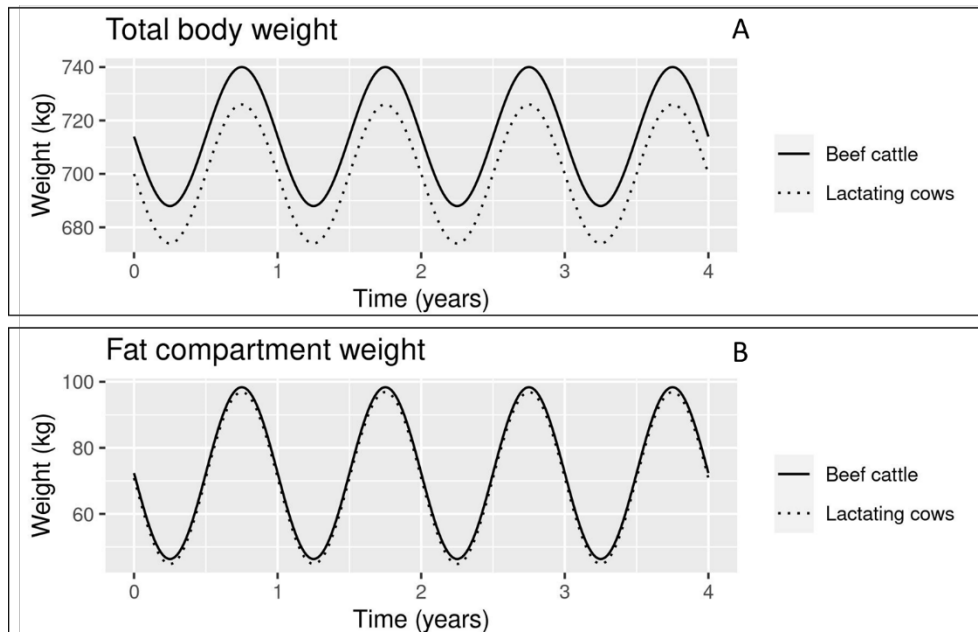 Total body weight
A
Weight (kg)
740
720
700
680
0 1 2 3 4
Time (years)
Beef cattle
Lactating cows
Fat compartment weight
B
Weight (kg)
100
80
60
0 1 2 3 4
Time (years)
Beef cattle
Lactating cows